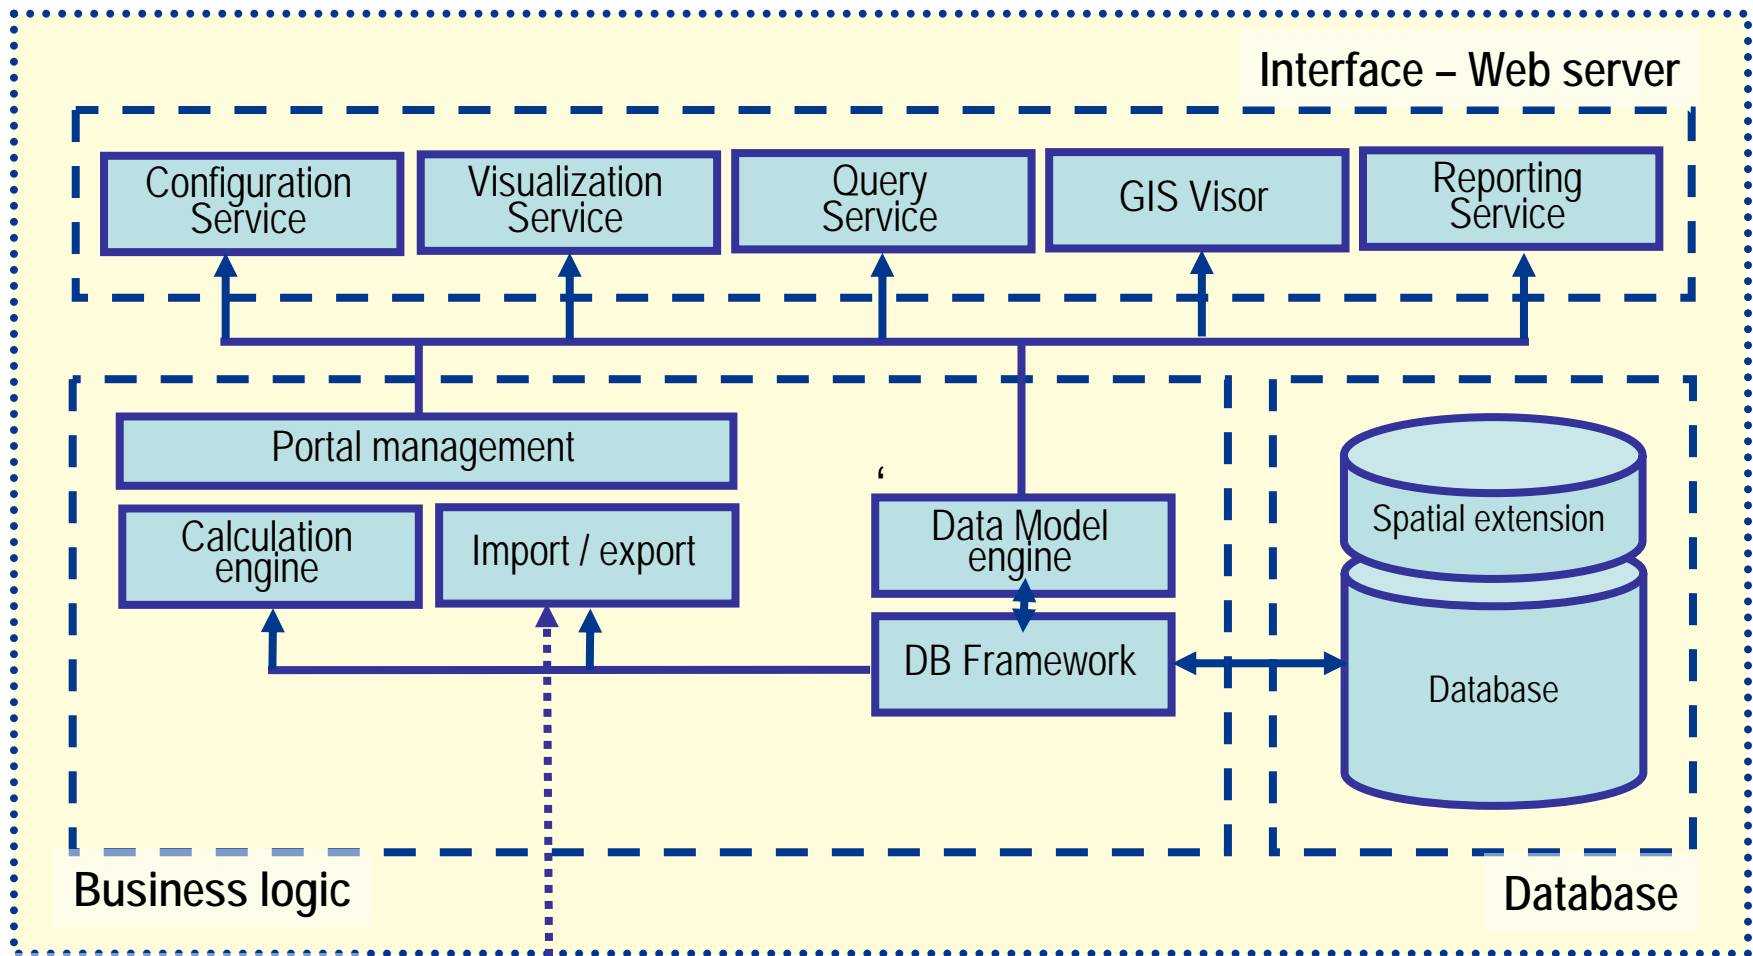 Interface – Web server
Configuration
Service
Visualization
Service
Query
Service
GIS Visor
Reporting
Service
Portal management
‘
Calculation
engine
Import / export
Data Model
engine
Spatial extension
DB Framework
Database
Business logic
Database